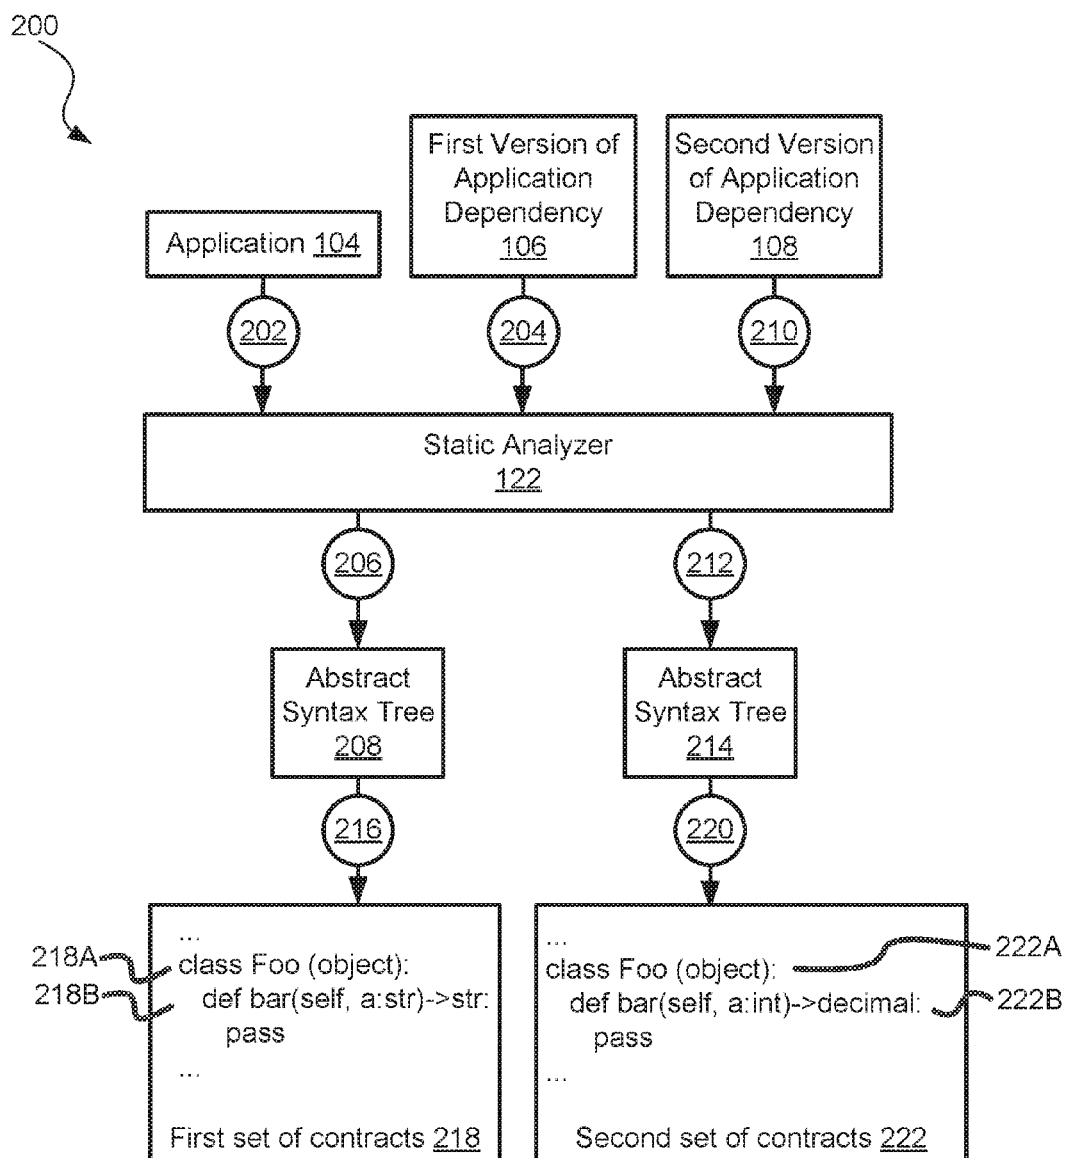 200
First Version of
Application
Dependency
106
Second Version
of Application
Dependency
108
Application 104
202
204
210
Static Analyzer
122
206
212
Abstract
Syntax Tree
208
Abstract
Syntax Tree
214
216
220
218A
218B
...
class Foo (object):
def bar(self, a:str)->str:
pass
...
First set of contracts 218
...
class Foo (object):
def bar(self, a:int)->decimal:
pass
...
Second set of contracts 222
222A
222B